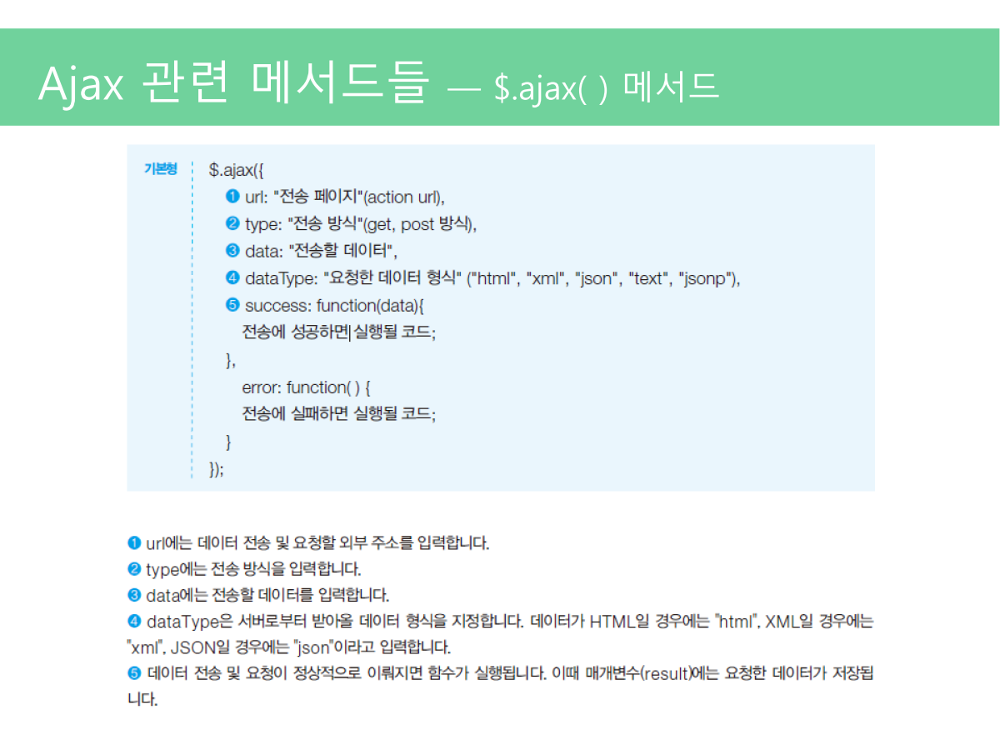 Ajax 관련 메서드들 — $.ajax( ) 메서드
기본형
$.ajax({
❶ url: "전송 페이지"(action url),
❷ type: "전송 방식"(get, post 방식),
❸ data: "전송할 데이터",
❹ dataType: "요청한 데이터 형식" ("html", "xml", "json", "text", "jsonp"),
❺ success: function(data){
전송에 성공하면 실행될 코드;
},
error: function( ) {
전송에 실패하면 실행될 코드;
}
});
❶ url에는 데이터 전송 및 요청할 외부 주소를 입력합니다.
❷ type에는 전송 방식을 입력합니다.
❸ data에는 전송할 데이터를 입력합니다.
❹ dataType은 서버로부터 받아올 데이터 형식을 지정합니다. 데이터가 HTML일 경우에는 "html", XML일 경우에는
"xml", JSON일 경우에는 "json"이라고 입력합니다.
❺ 데이터 전송 및 요청이 정상적으로 이뤄지면 함수가 실행됩니다. 이때 매개변수(result)에는 요청한 데이터가 저장됩
니다.